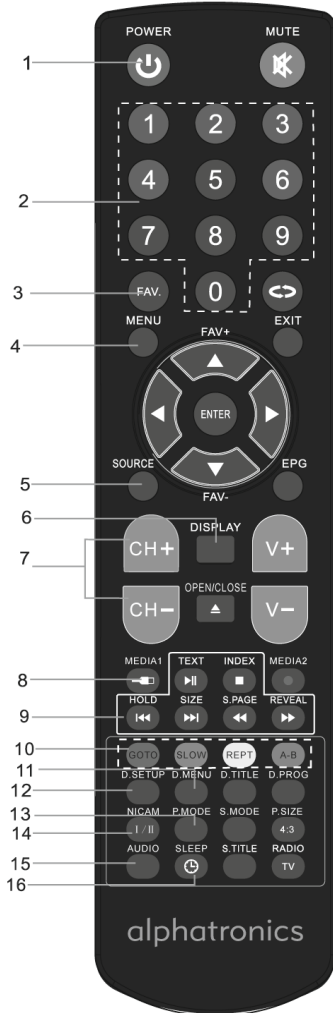 POWER MUTE
1
1 2 3
4 5 6
2
7 8 9
3 FAV. 0
MENU FAV+ EXIT
4
ENTER
SOURCE EPG
5
FAV-
6
DISPLAY
CH+ V+
7
OPEN/CLOSE
CH− V−
MEDIA1 TEXT INDEX MEDIA2
8
HOLD SIZE S.PAGE REVEAL
9
10 GOTO SLOW REPT A-B
11
D.SETUP D.MENU D.TITLE D.PROG
12
13 NICAM P.MODE S.MODE P.SIZE
14 I/II 4:3
AUDIO SLEEP S.TITLE RADIO
15 TV
16
alphatronics